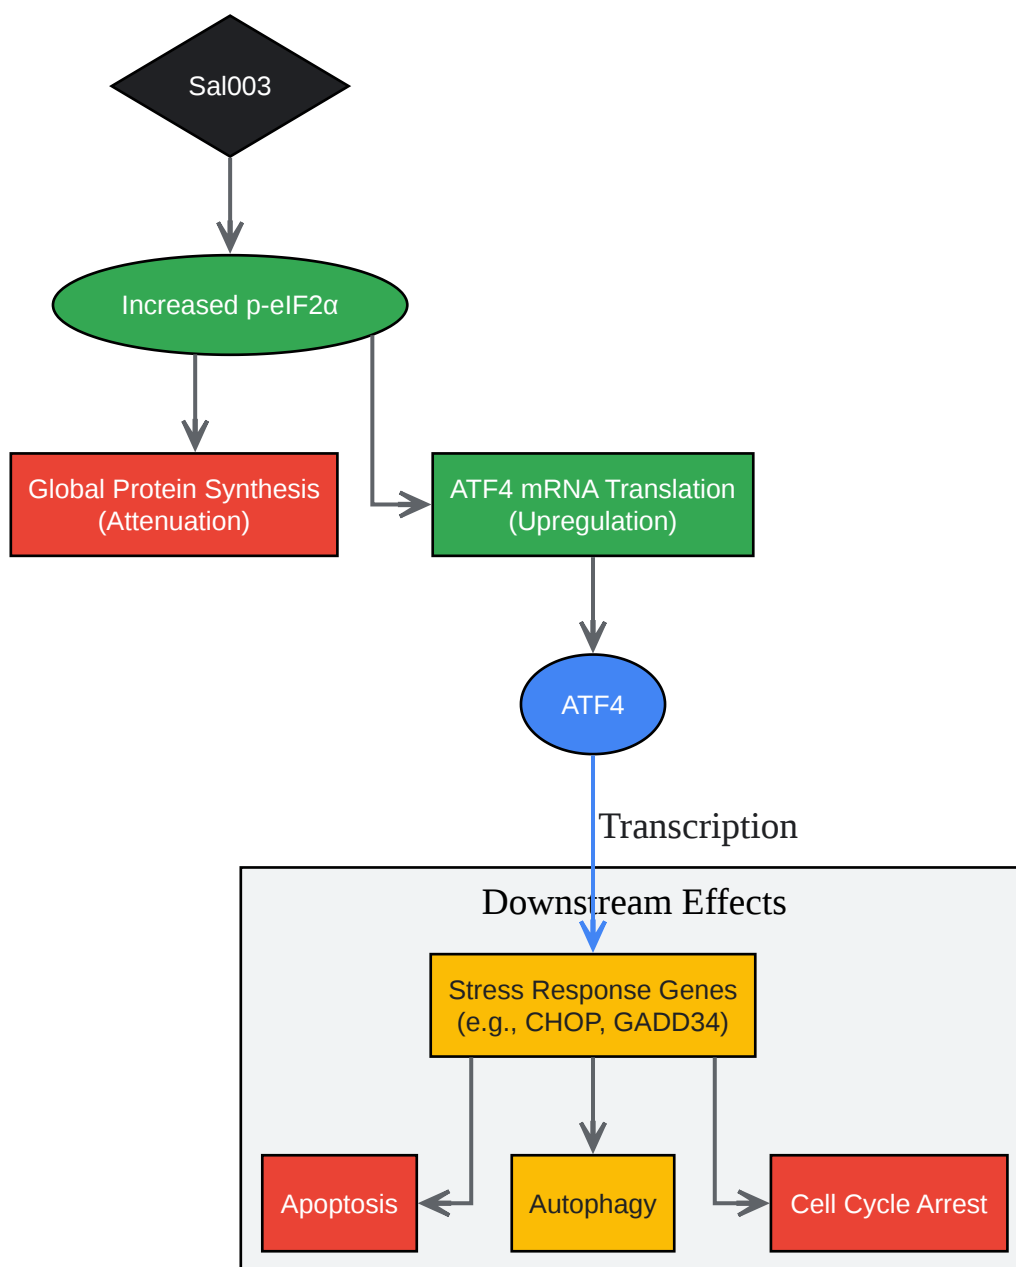 Sal003
Increased p-eIF2α
Global Protein Synthesis
(Attenuation)
ATF4 mRNA Translation
(Upregulation)
ATF4
Transcription
Downstream Effects
Stress Response Genes
(e.g., CHOP, GADD34)
Apoptosis
Autophagy
Cell Cycle Arrest